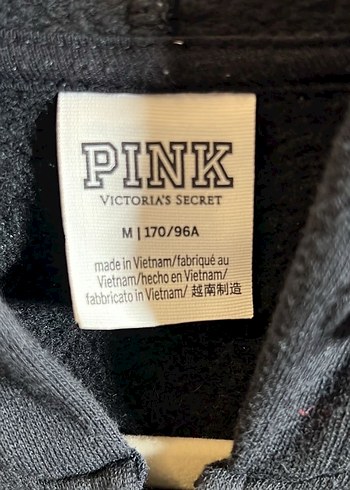 PINK
VICTORIA'S SECRET
M | 170/96A
made in Vietnam/fabriqué au
Vietnam/hecho en Vietnam/
fabbricato in Vietnam/ 越南制造